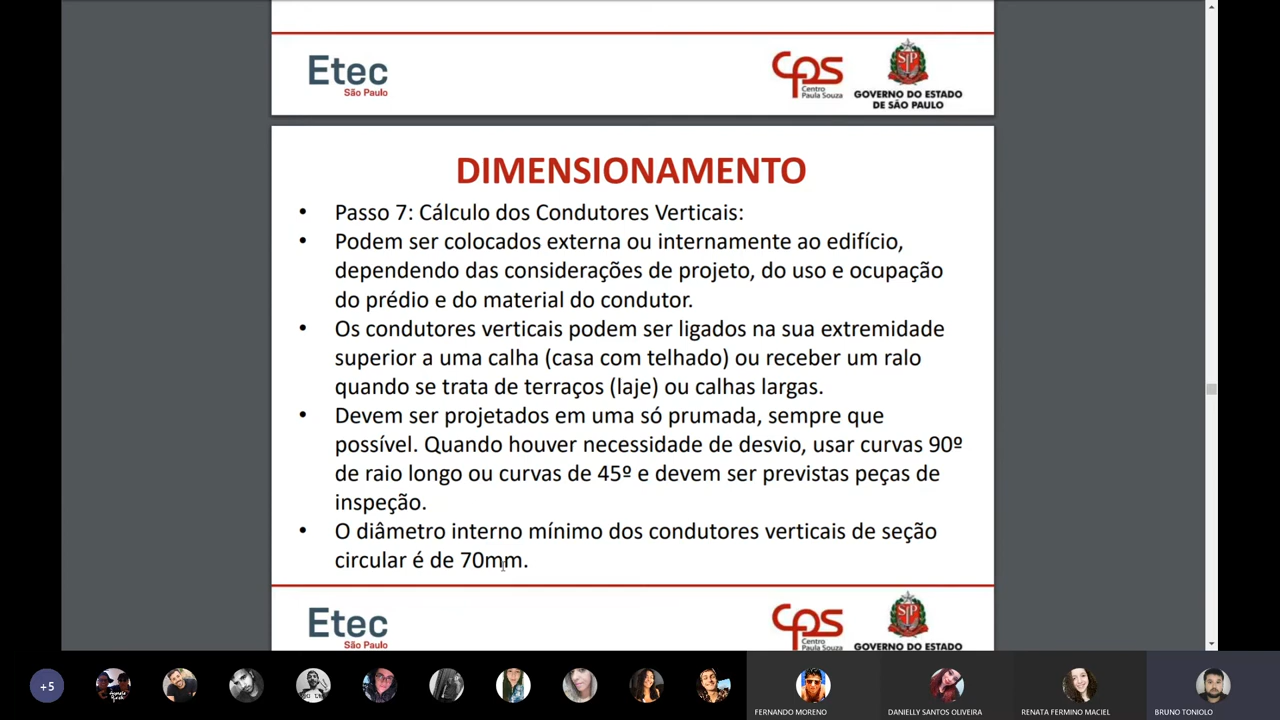 Etec
São Paulo
CPS
Centro
Paula Souza
SP
GOVERNO DO ESTADO
DE SÃO PAULO
DIMENSIONAMENTO
• Passo 7: Cálculo dos Condutores Verticais:
• Podem ser colocados externa ou internamente ao edifício,
dependendo das considerações de projeto, do uso e ocupação
do prédio e do material do condutor.
• Os condutores verticais podem ser ligados na sua extremidade
superior a uma calha (casa com telhado) ou receber um ralo
quando se trata de terraços (laje) ou calhas largas.
• Devem ser projetados em uma só prumada, sempre que
possível. Quando houver necessidade de desvio, usar curvas 90º
de raio longo ou curvas de 45º e devem ser previstas peças de
inspeção.
• O diâmetro interno mínimo dos condutores verticais de seção
circular é de 70mm.
Etec
São Paulo
CPS
Centro
Paula Souza
SP
GOVERNO DO ESTADO
+5
FERNANDO MORENO
DANIELLY SANTOS OLIVEIRA
RENATA FERMINO MACIEL
BRUNO TONIOLO